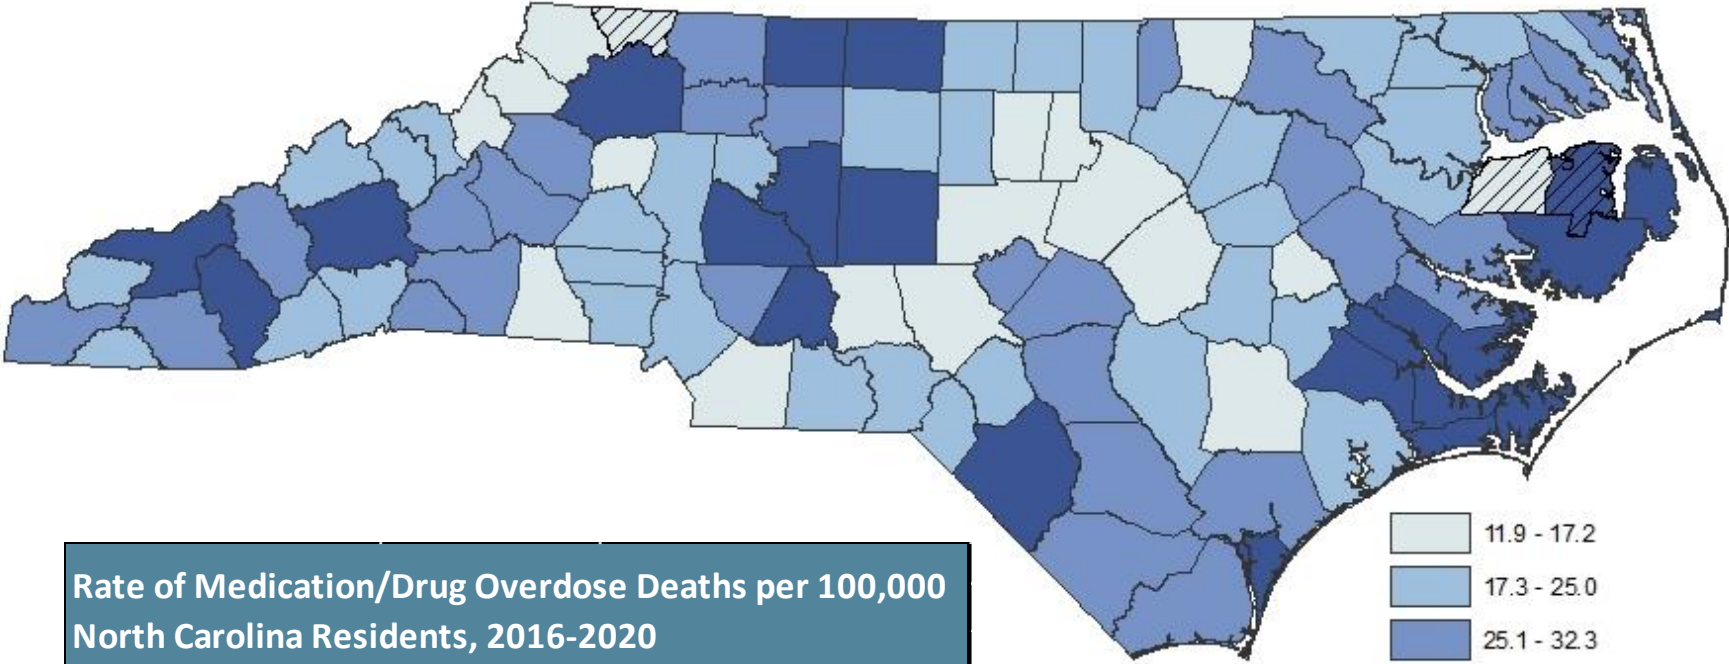 11.9 - 17.2
17.3 - 25.0
25.1 - 32.3
Rate of Medication/Drug Overdose Deaths per 100,000
North Carolina Residents, 2016-2020